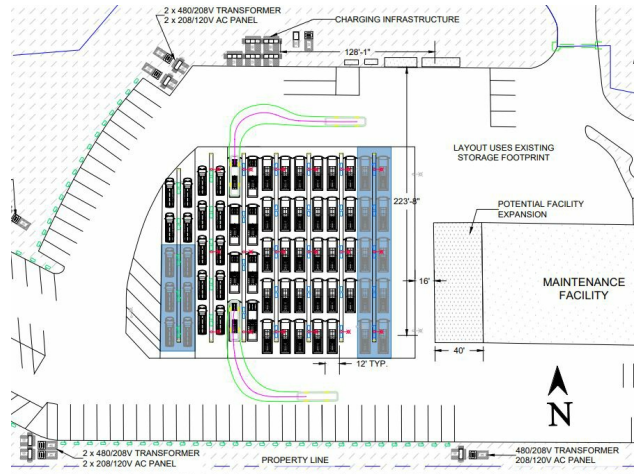 2 x 480/208V TRANSFORMER
2 x 208/120V AC PANEL
CHARGING INFRASTRUCTURE
128'-1"
LAYOUT USES EXISTING
STORAGE FOOTPRINT
POTENTIAL FACILITY
EXPANSION
223'-8"
16'
MAINTENANCE
FACILITY
40'
12' TYP.
N
2 x 480/208V TRANSFORMER
2 x 208/120V AC PANEL
PROPERTY LINE
480/208V TRANSFORMER
208/120V AC PANEL